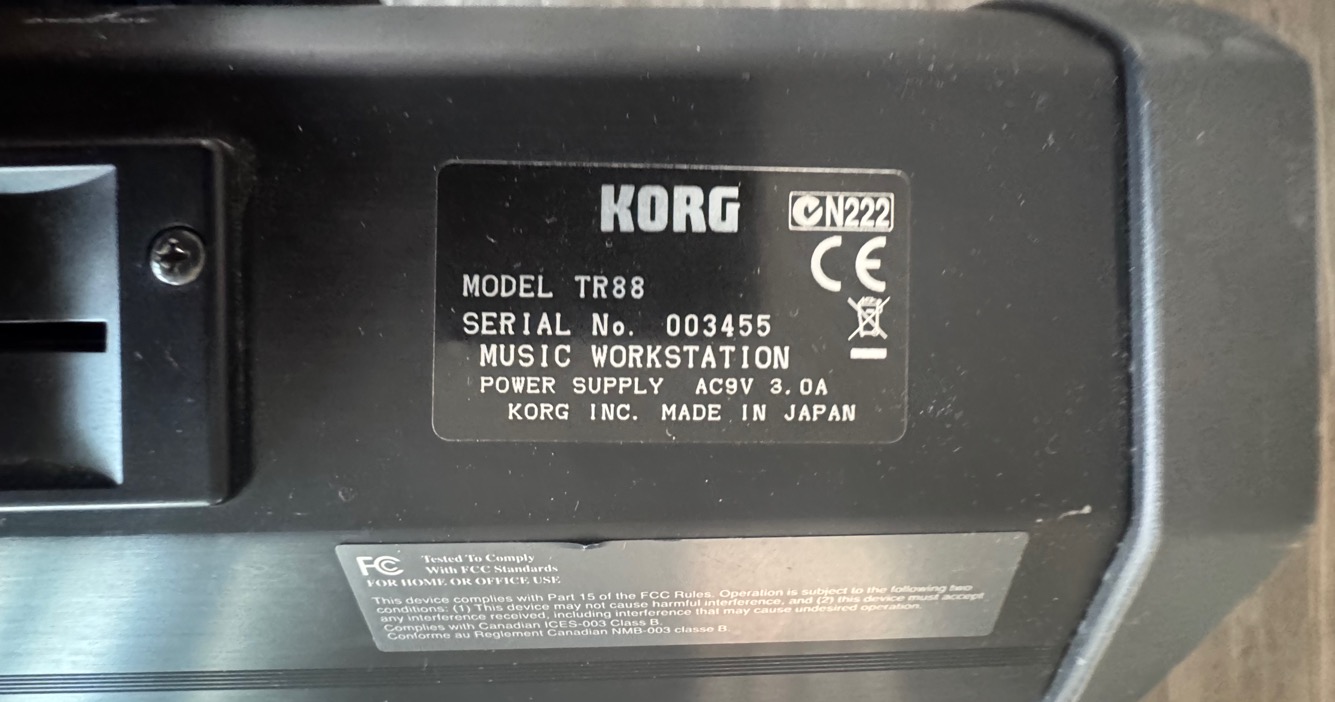 KORG
N222
CE
MODEL TR88
SERIAL No. 003455
MUSIC WORKSTATION
POWER SUPPLY AC9V 3.0A
KORG INC. MADE IN JAPAN
FC Tested To Comply
With FCC Standards
FOR HOME OR OFFICE USE
This device complies with Part 15 of the FCC Rules. Operation is subject to the following two
conditions: (1) This device may not cause harmful interference, and (2) this device must accept
any interference received, including interference that may cause undesired operation.
Complies with Canadian ICES-003 Class B.
Conforme au Reglement Canadian NMB-003 classe B